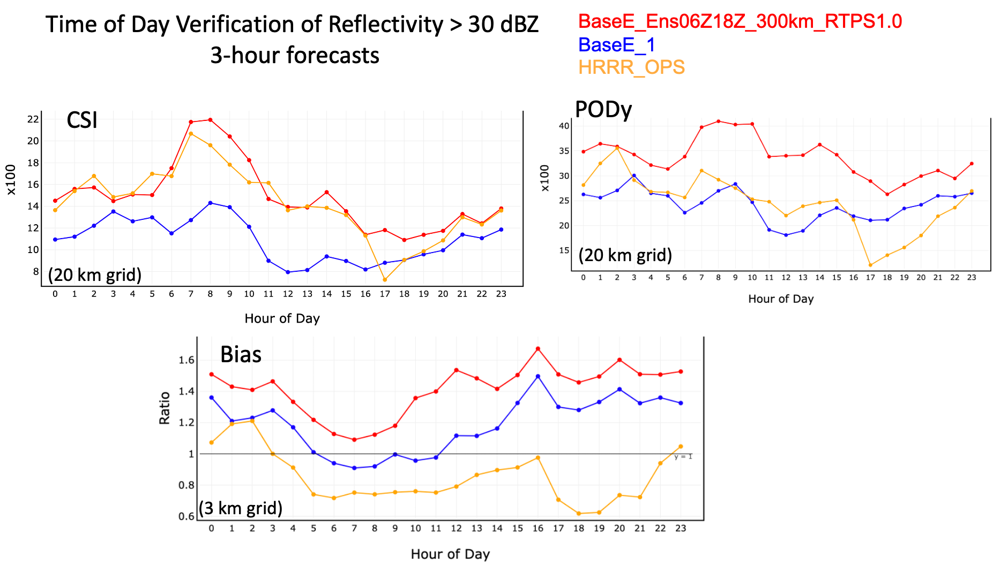 Time of Day Verification of Reflectivity > 30 dBZ
3-hour forecasts
BaseE_Ens06Z18Z_300km_RTPS1.0
BaseE_1
HRRR_OPS
CSI
22
20
18
16
14
12
10
8
x100
(20 km grid)
0 1 2 3 4 5 6 7 8 9 10 11 12 13 14 15 16 17 18 19 20 21 22 23
Hour of Day
PODy
40
35
30
25
20
15
x100
(20 km grid)
0 1 2 3 4 5 6 7 8 9 10 11 12 13 14 15 16 17 18 19 20 21 22 23
Hour of Day
Bias
1.6
1.4
1.2
1
0.8
0.6
Ratio
y = 1
(3 km grid)
0 1 2 3 4 5 6 7 8 9 10 11 12 13 14 15 16 17 18 19 20 21 22 23
Hour of Day